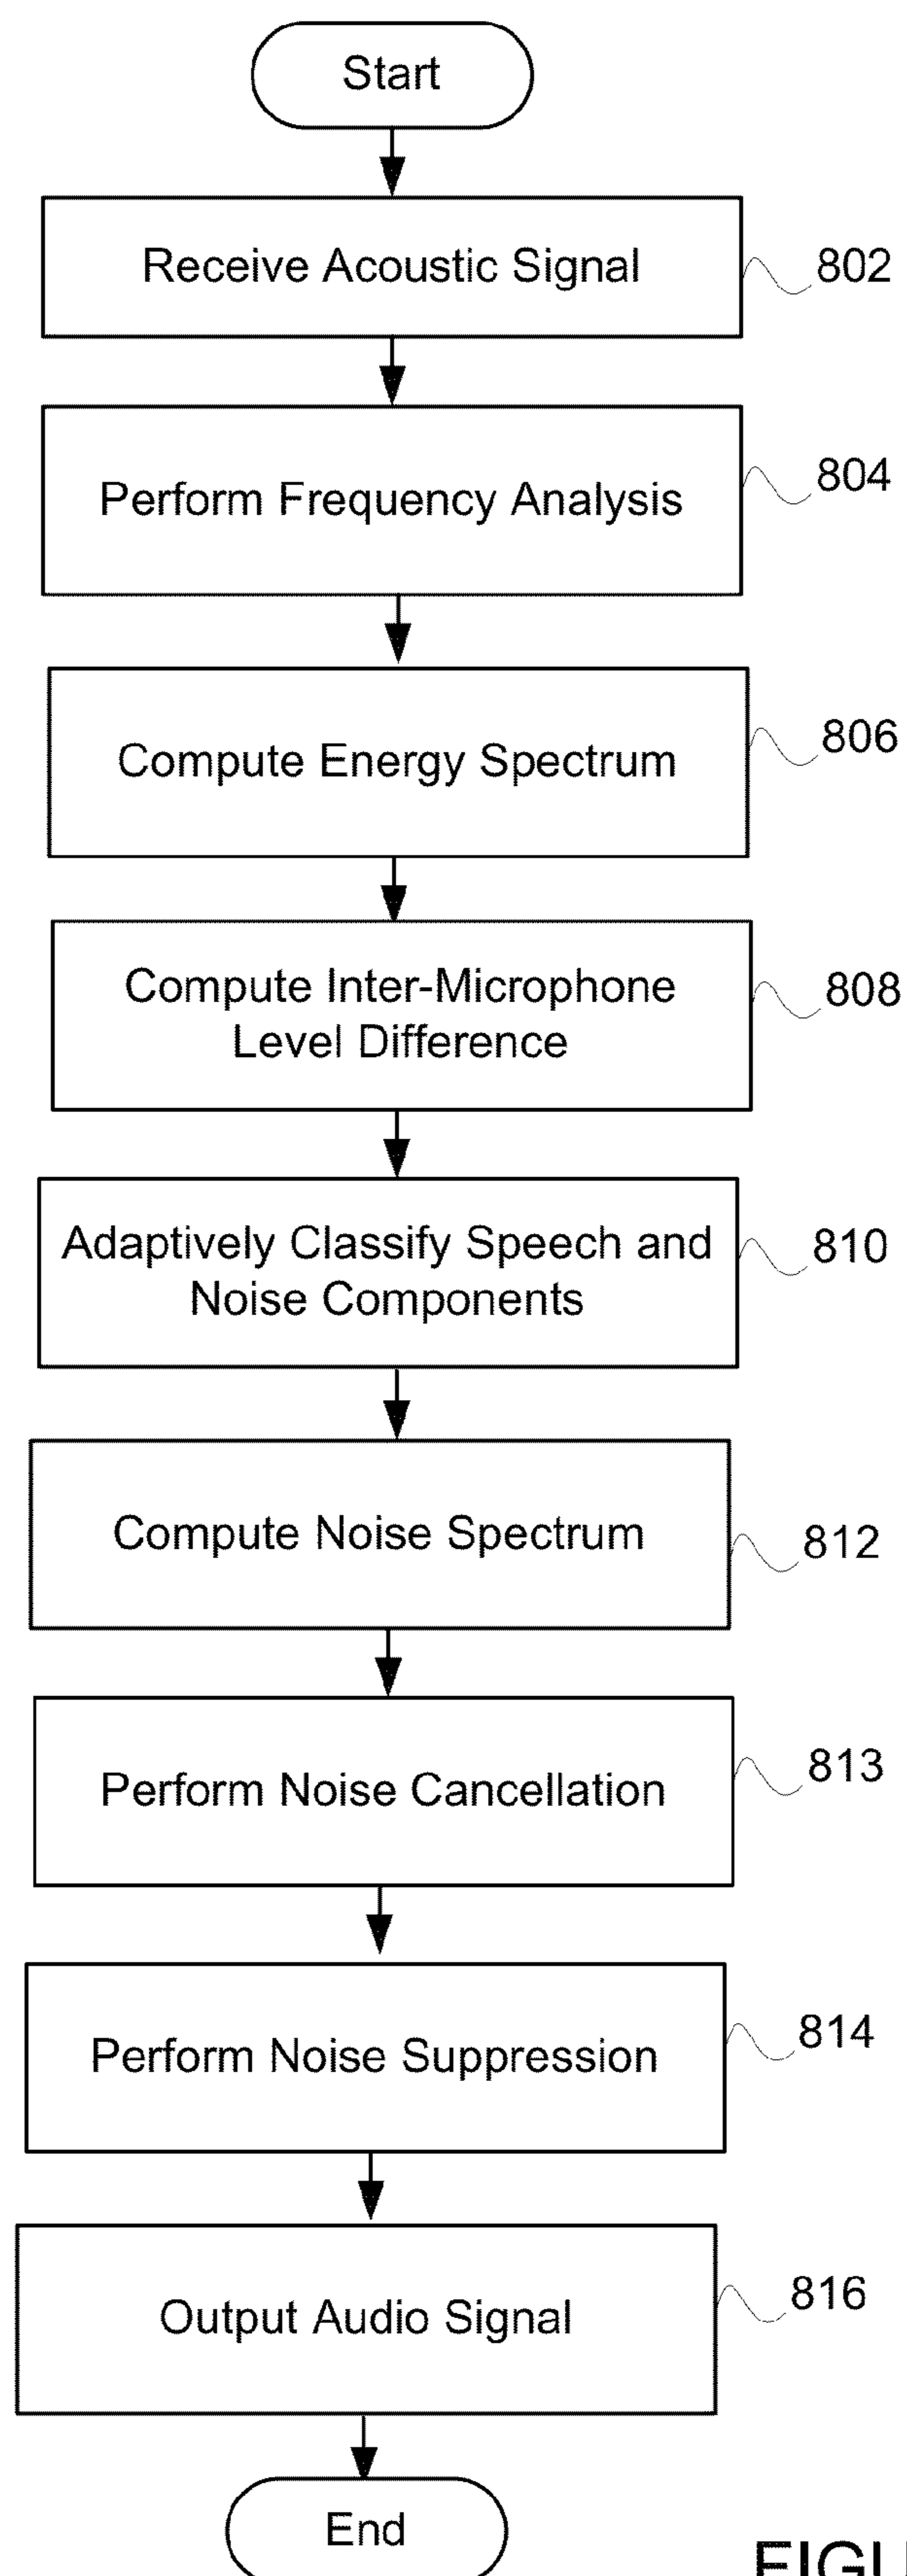 Start
Receive Acoustic Signal
802
Perform Frequency Analysis
804
Compute Energy Spectrum
806
Compute Inter-Microphone
Level Difference
808
Adaptively Classify Speech and
Noise Components
810
Compute Noise Spectrum
812
Perform Noise Cancellation
813
Perform Noise Suppression
814
Output Audio Signal
816
End